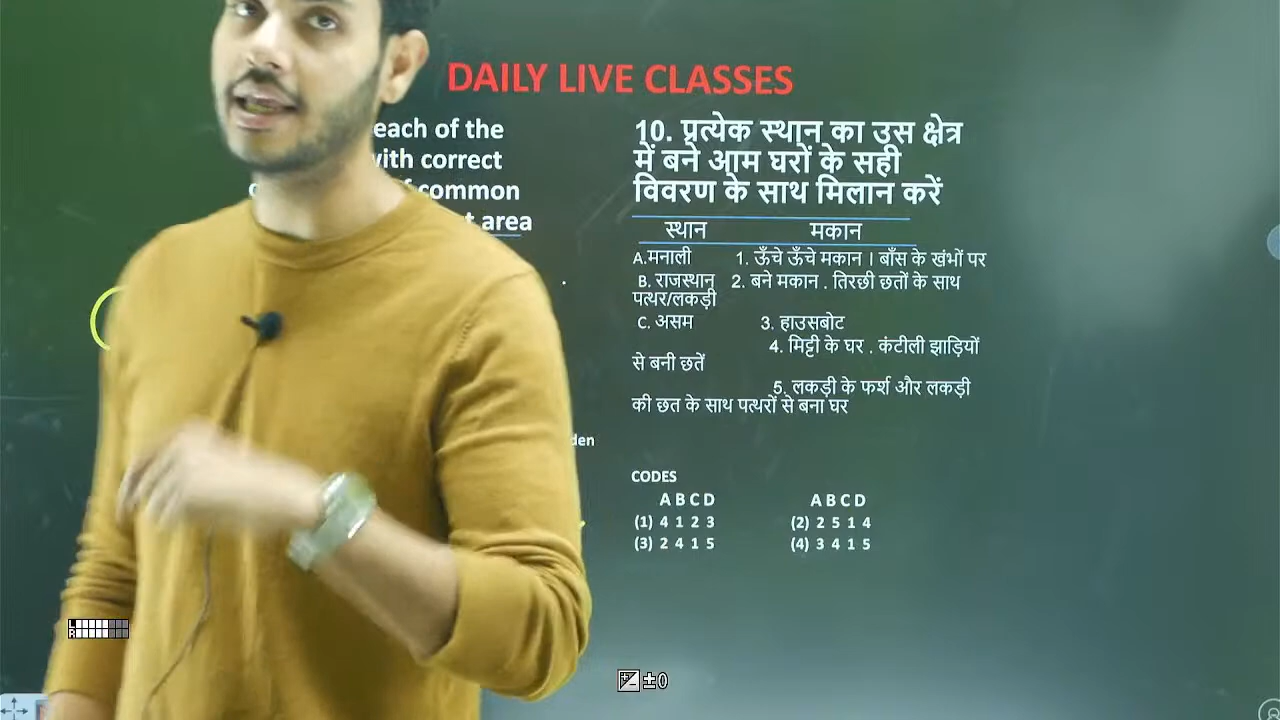 DAILY LIVE CLASSES
each of the
with correct
common
area
den
10. प्रत्येक स्थान का उस क्षेत्र
में बने आम घरों के सही
विवरण के साथ मिलान करें
स्थान मकान
A.मनाली 1. ऊँचे ऊँचे मकान । बाँस के खंभों पर
B. राजस्थान 2. बने मकान . तिरछी छतों के साथ
पत्थर/लकड़ी
C. असम 3. हाउसबोट
4. मिट्टी के घर . कंटीली झाड़ियों
से बनी छतें
5. लकड़ी के फर्श और लकड़ी
की छत के साथ पत्थरों से बना घर
CODES
A B C D A B C D
(1) 4 1 2 3 (2) 2 5 1 4
(3) 2 4 1 5 (4) 3 4 1 5
L
R
±0